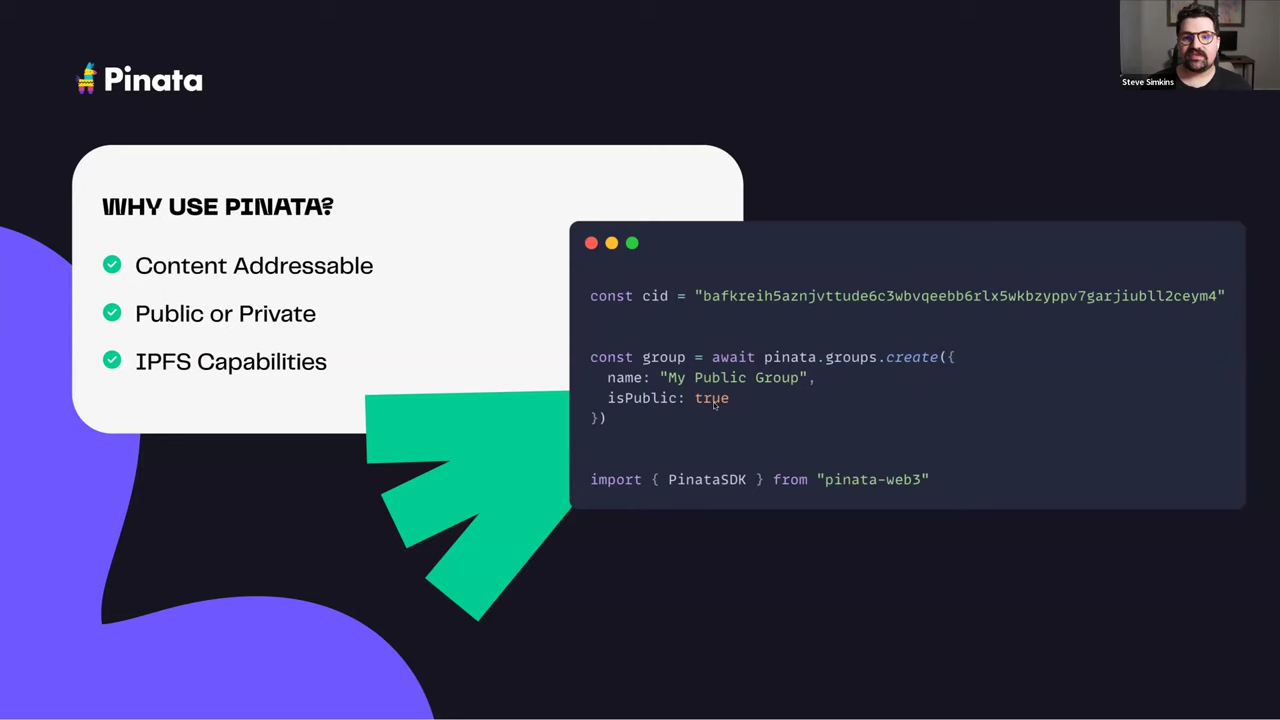 Pinata
Steve Simkins
WHY USE PINATA?
Content Addressable
Public or Private
IPFS Capabilities
const cid = "bafkreih5aznjvttude6c3wbvqeebb6rlx5wkbzyppv7garjiubll2ceym4"
const group = await pinata.groups.create({
name: "My Public Group",
isPublic: true
})
import { PinataSDK } from "pinata-web3"